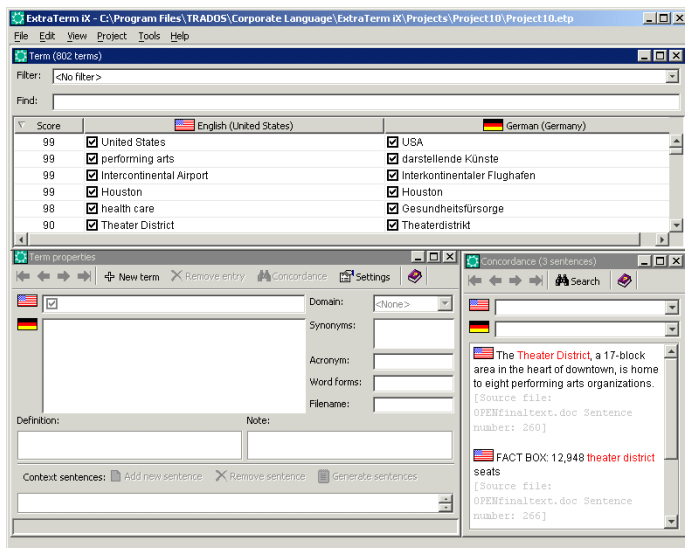 ExtraTerm iX - C:\Program Files\TRADOS\Corporate Language\ExtraTerm iX\Projects\Project10\Project10.etp
File Edit View Project Tools Help
Term (802 terms)
Filter: <No filter>
Find:
Score English (United States) German (Germany)
99 United States USA
99 performing arts darstellende Künste
99 Intercontinental Airport Interkontinentaler Flughafen
99 Houston Houston
98 health care Gesundheitsfürsorge
90 Theater District Theaterdistrikt
Term properties
New term Remove entry Concordance Settings
Domain: <None>
Synonyms:
Acronym:
Word forms:
Filename:
Definition: Note:
Context sentences: Add new sentence Remove sentence Generate sentences
Concordance (3 sentences)
Search
The Theater District, a 17-block
area in the heart of downtown, is home
to eight performing arts organizations.
[Source file:
OPENfinaltext.doc Sentence
number: 260]
FACT BOX: 12,948 theater district
seats
[Source file:
OPENfinaltext.doc Sentence
number: 266]